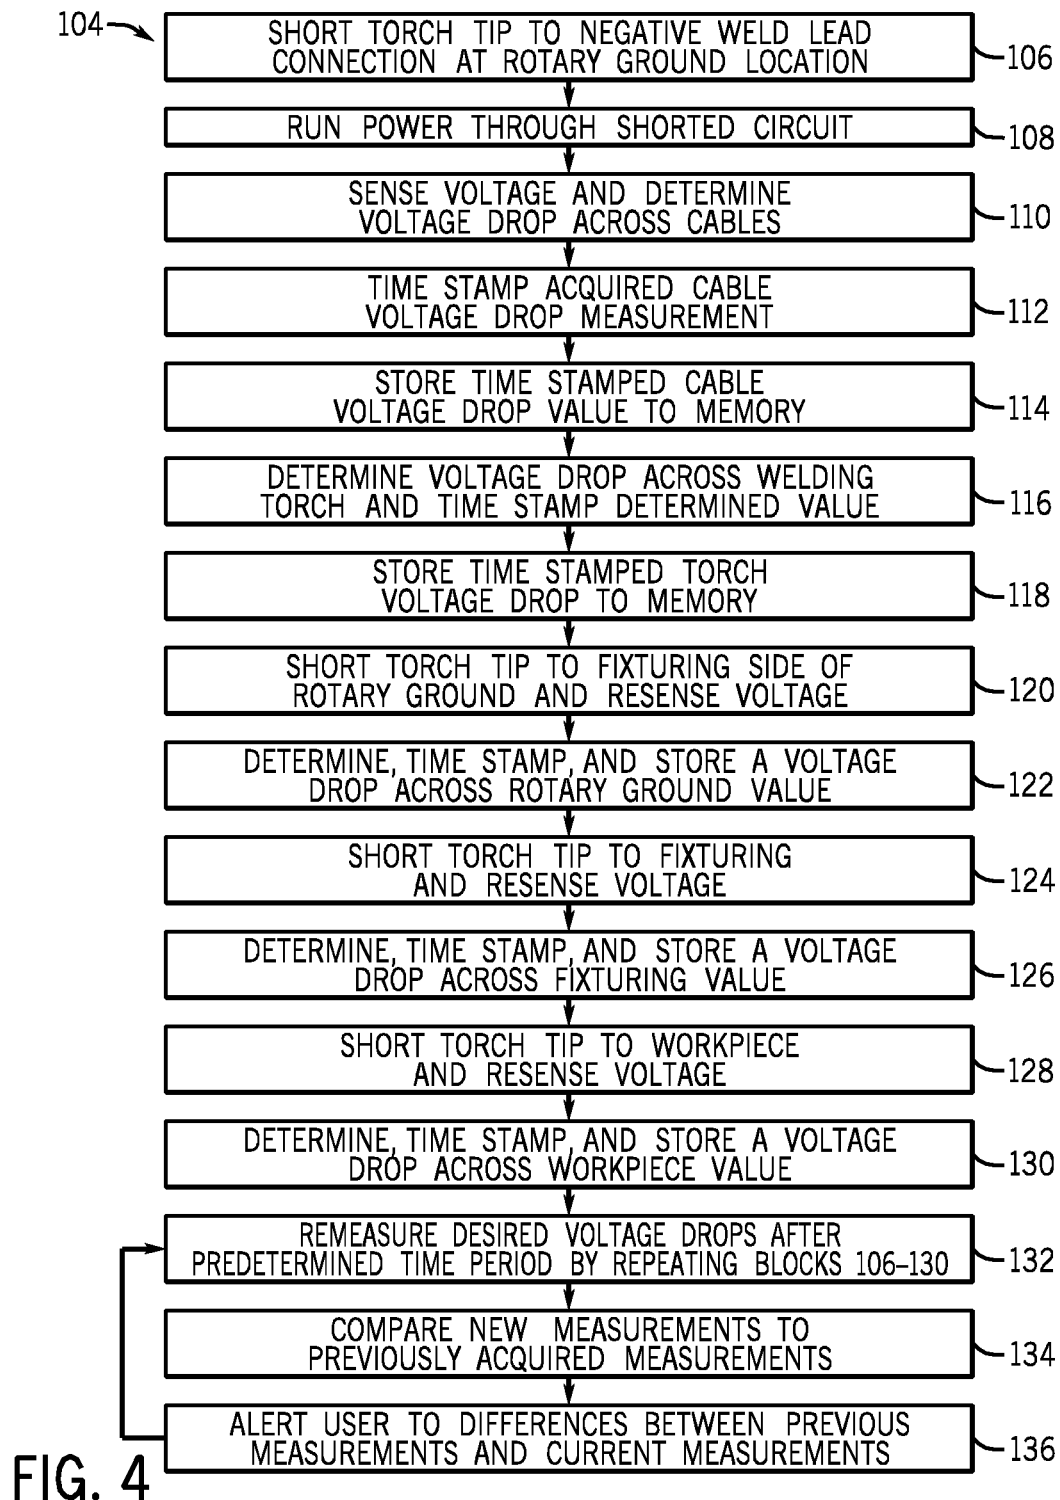 104
SHORT TORCH TIP TO NEGATIVE WELD LEAD
CONNECTION AT ROTARY GROUND LOCATION
106
RUN POWER THROUGH SHORTED CIRCUIT
108
SENSE VOLTAGE AND DETERMINE
VOLTAGE DROP ACROSS CABLES
110
TIME STAMP ACQUIRED CABLE
VOLTAGE DROP MEASUREMENT
112
STORE TIME STAMPED CABLE
VOLTAGE DROP VALUE TO MEMORY
114
DETERMINE VOLTAGE DROP ACROSS WELDING
TORCH AND TIME STAMP DETERMINED VALUE
116
STORE TIME STAMPED TORCH
VOLTAGE DROP TO MEMORY
118
SHORT TORCH TIP TO FIXTURING SIDE OF
ROTARY GROUND AND RESENSE VOLTAGE
120
DETERMINE, TIME STAMP, AND STORE A VOLTAGE
DROP ACROSS ROTARY GROUND VALUE
122
SHORT TORCH TIP TO FIXTURING
AND RESENSE VOLTAGE
124
DETERMINE, TIME STAMP, AND STORE A VOLTAGE
DROP ACROSS FIXTURING VALUE
126
SHORT TORCH TIP TO WORKPIECE
AND RESENSE VOLTAGE
128
DETERMINE, TIME STAMP, AND STORE A VOLTAGE
DROP ACROSS WORKPIECE VALUE
130
REMEASURE DESIRED VOLTAGE DROPS AFTER
PREDETERMINED TIME PERIOD BY REPEATING BLOCKS 106–130
132
COMPARE NEW MEASUREMENTS TO
PREVIOUSLY ACQUIRED MEASUREMENTS
134
ALERT USER TO DIFFERENCES BETWEEN PREVIOUS
MEASUREMENTS AND CURRENT MEASUREMENTS
136
FIG. 4